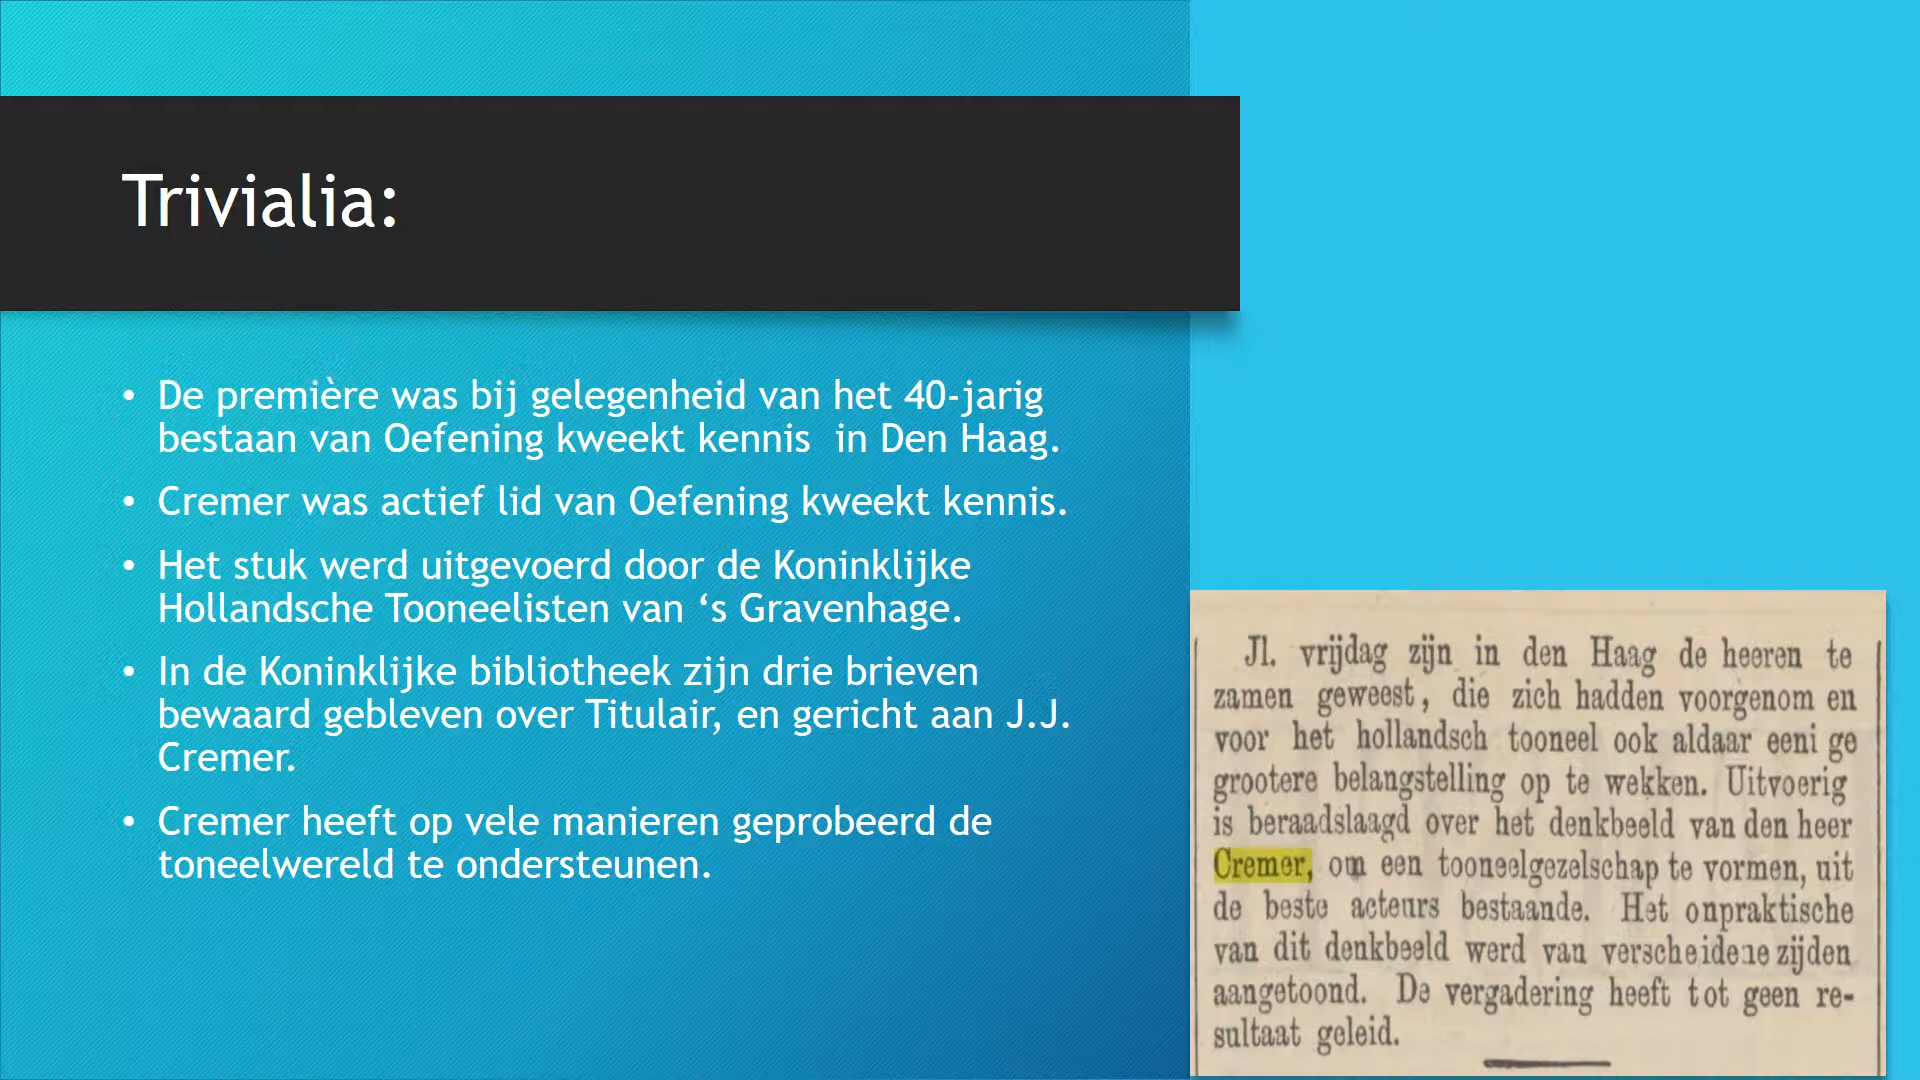 Trivialia:
• De première was bij gelegenheid van het 40-jarig
bestaan van Oefening kweekt kennis  in Den Haag.
• Cremer was actief lid van Oefening kweekt kennis.
• Het stuk werd uitgevoerd door de Koninklijke
Hollandsche Tooneelisten van ‘s Gravenhage.
• In de Koninklijke bibliotheek zijn drie brieven
bewaard gebleven over Titulair, en gericht aan J.J.
Cremer.
• Cremer heeft op vele manieren geprobeerd de
toneelwereld te ondersteunen.
Jl. vrijdag zijn in den Haag de heeren te
zamen geweest, die zich hadden voorgenom en
voor het hollandsch tooneel ook aldaar eeni ge
grootere belangstelling op te wekken. Uitvoerig
is beraadslaagd over het denkbeeld van den heer
Cremer, om een tooneelgezelschap te vormen, uit
de beste acteurs bestaande. Het onpraktische
van dit denkbeeld werd van verscheidene zijden
aangetoond. De vergadering heeft tot geen re-
sultaat geleid.